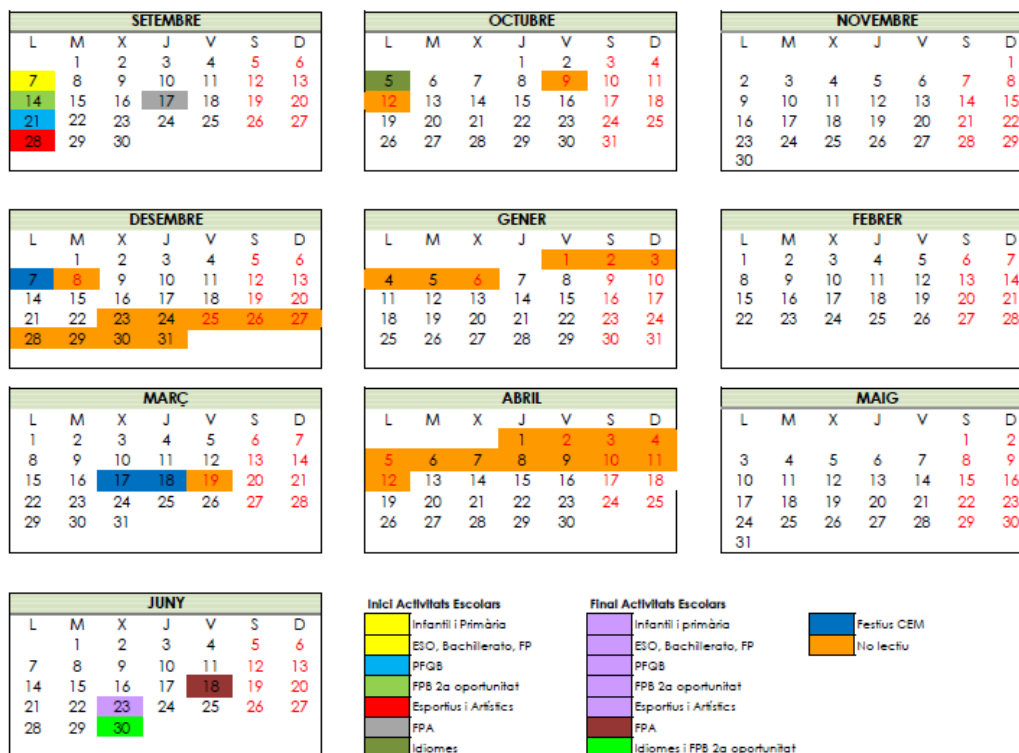 SETEMBRE
L M X J V S D
1 2 3 4 5 6
7 8 9 10 11 12 13
14 15 16 17 18 19 20
21 22 23 24 25 26 27
28 29 30
OCTUBRE
L M X J V S D
1 2 3 4
5 6 7 8 9 10 11
12 13 14 15 16 17 18
19 20 21 22 23 24 25
26 27 28 29 30 31
NOVEMBRE
L M X J V S D
1
2 3 4 5 6 7 8
9 10 11 12 13 14 15
16 17 18 19 20 21 22
23 24 25 26 27 28 29
30
DESEMBRE
L M X J V S D
1 2 3 4 5 6
7 8 9 10 11 12 13
14 15 16 17 18 19 20
21 22 23 24 25 26 27
28 29 30 31
GENER
L M X J V S D
1 2 3
4 5 6 7 8 9 10
11 12 13 14 15 16 17
18 19 20 21 22 23 24
25 26 27 28 29 30 31
FEBRER
L M X J V S D
1 2 3 4 5 6 7
8 9 10 11 12 13 14
15 16 17 18 19 20 21
22 23 24 25 26 27 28
MARÇ
L M X J V S D
1 2 3 4 5 6 7
8 9 10 11 12 13 14
15 16 17 18 19 20 21
22 23 24 25 26 27 28
29 30 31
ABRIL
L M X J V S D
1 2 3 4
5 6 7 8 9 10 11
12 13 14 15 16 17 18
19 20 21 22 23 24 25
26 27 28 29 30
MAIG
L M X J V S D
1 2
3 4 5 6 7 8 9
10 11 12 13 14 15 16
17 18 19 20 21 22 23
24 25 26 27 28 29 30
31
JUNY
L M X J V S D
1 2 3 4 5 6
7 8 9 10 11 12 13
14 15 16 17 18 19 20
21 22 23 24 25 26 27
28 29 30
Inici Activitats Escolars
Infantil i Primària
ESO, Bachillerato, FP
PFQB
FPB 2a oportunitat
Esportius i Artístics
FPA
Idiomes
Final Activitats Escolars
Infantil i primària
ESO, Bachillerato, FP
PFQB
FPB 2a oportunitat
Esportius i Artístics
FPA
Idiomes i FPB 2a oportunitat
Festius CEM
No lectiu